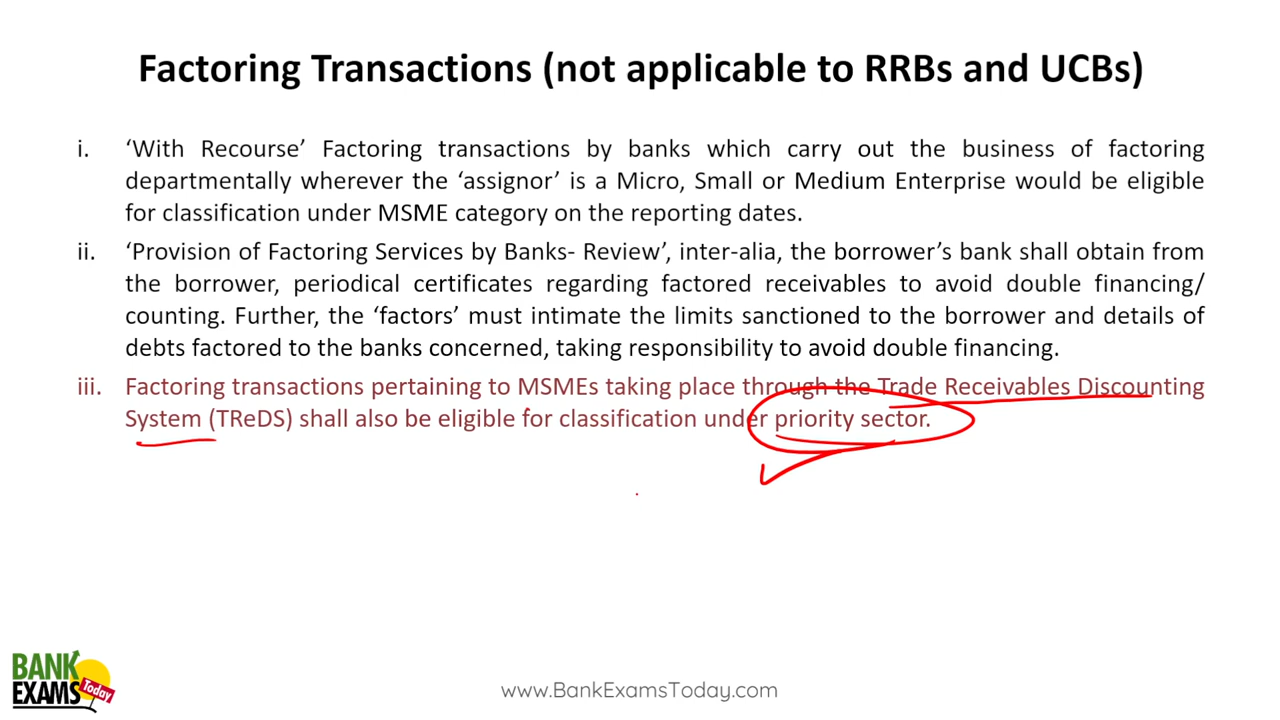 Factoring Transactions (not applicable to RRBs and UCBs)
i. ‘With Recourse’ Factoring transactions by banks which carry out the business of factoring
departmentally wherever the ‘assignor’ is a Micro, Small or Medium Enterprise would be eligible
for classification under MSME category on the reporting dates.
ii. ‘Provision of Factoring Services by Banks- Review’, inter-alia, the borrower’s bank shall obtain from
the borrower, periodical certificates regarding factored receivables to avoid double financing/
counting. Further, the ‘factors’ must intimate the limits sanctioned to the borrower and details of
debts factored to the banks concerned, taking responsibility to avoid double financing.
iii. Factoring transactions pertaining to MSMEs taking place through the Trade Receivables Discounting
System (TReDS) shall also be eligible for classification under priority sector.
BANK
EXAMS Today
www.BankExamsToday.com